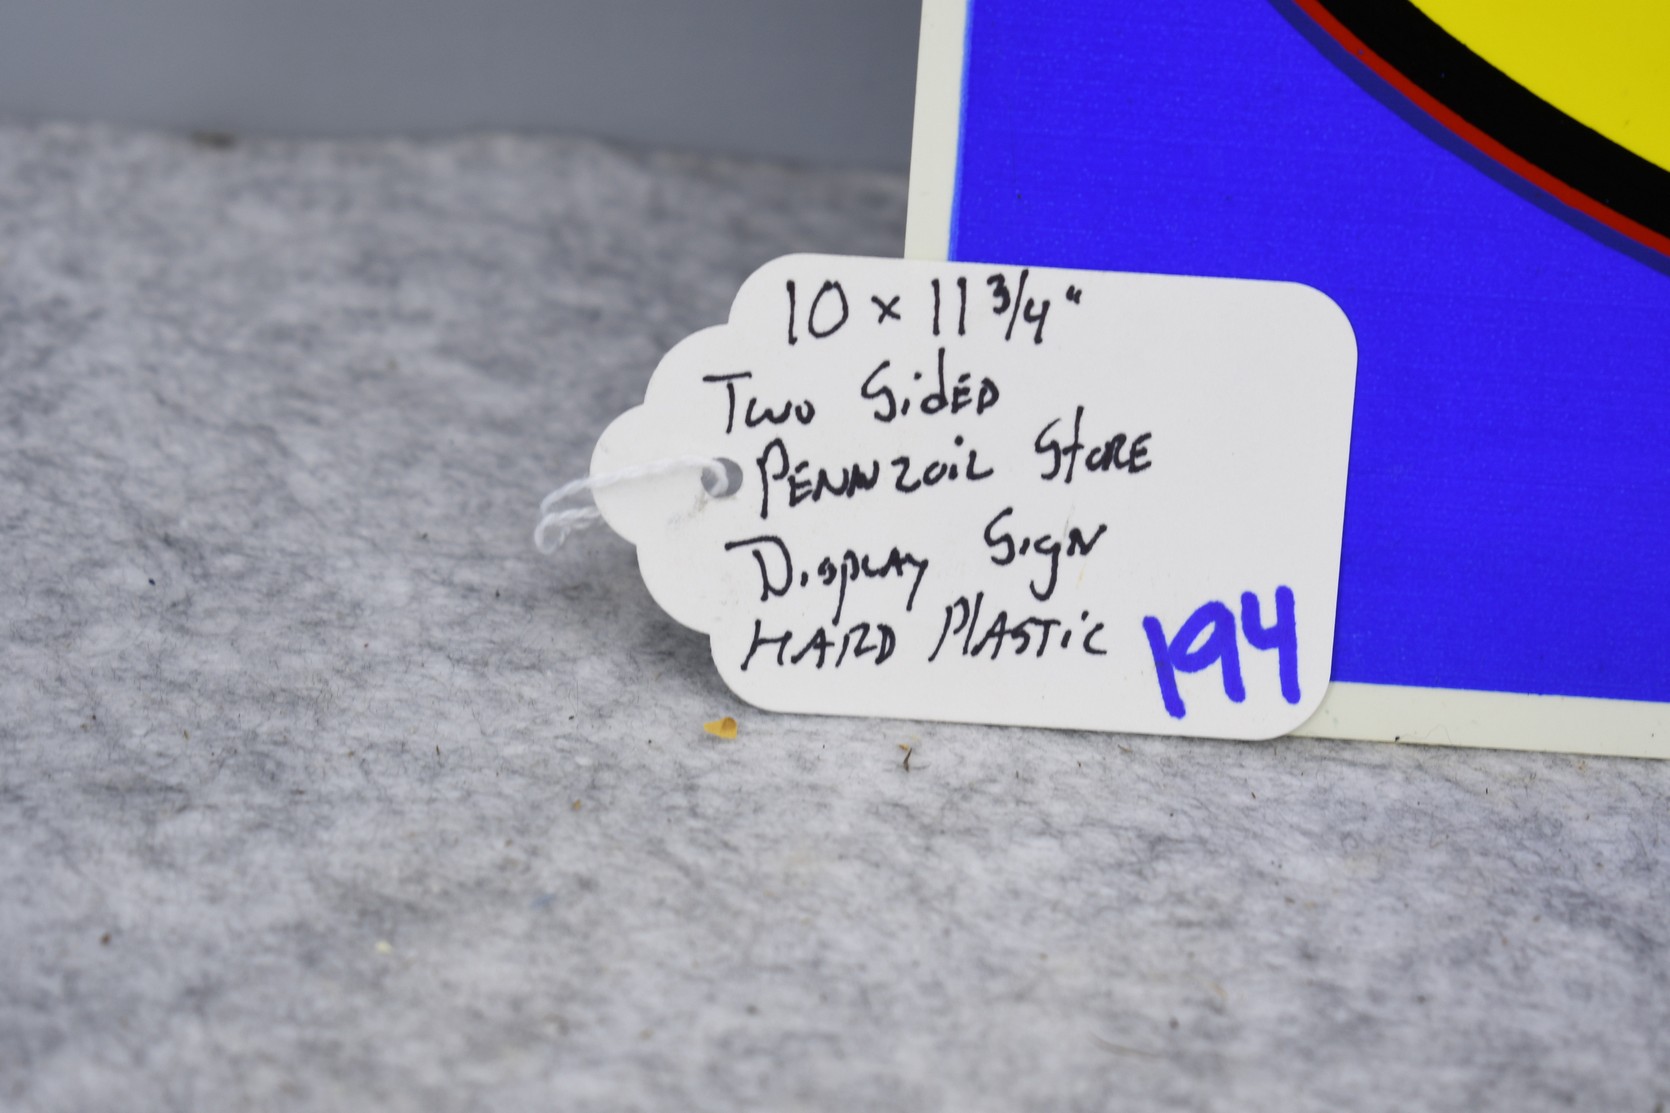 10 x 11 3/4"
Two Sided
Pennzoil Store
Display Sign
Hard Plastic
194